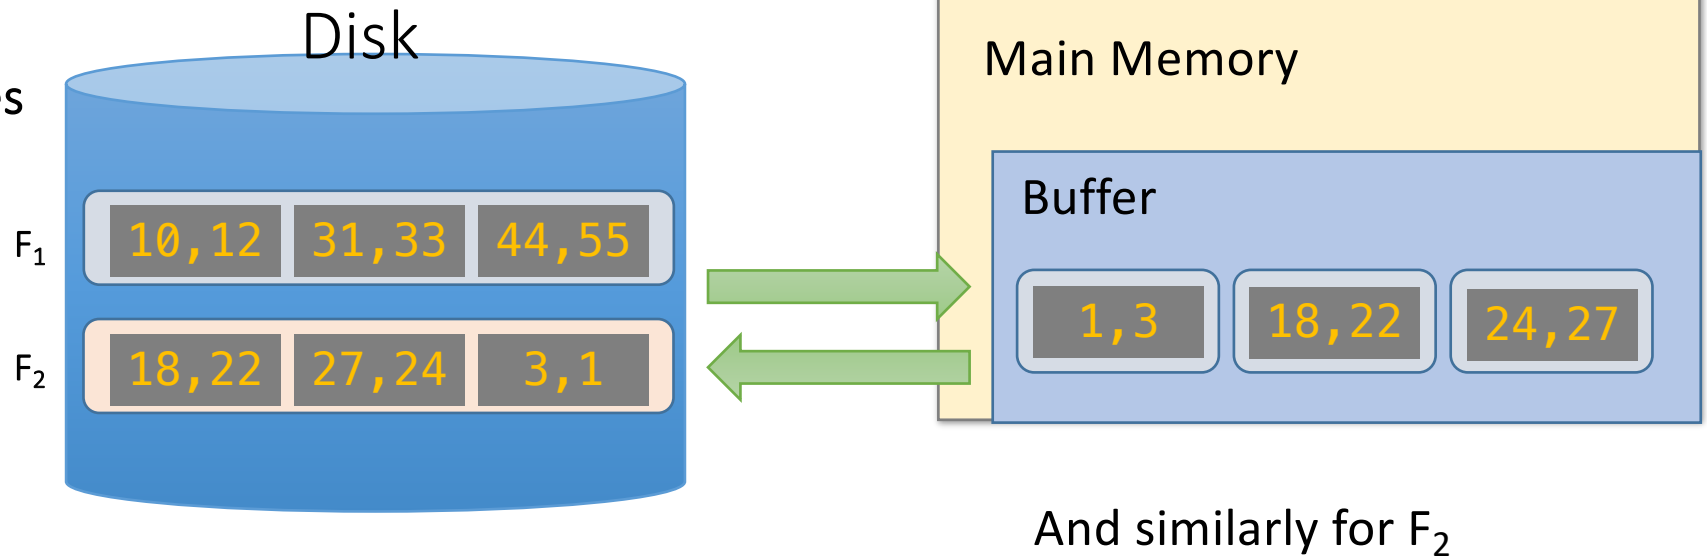 Disk
Main Memory
Buffer
F1 10,12 31,33 44,55
1,3 18,22 24,27
F2 18,22 27,24 3,1
And similarly for F2